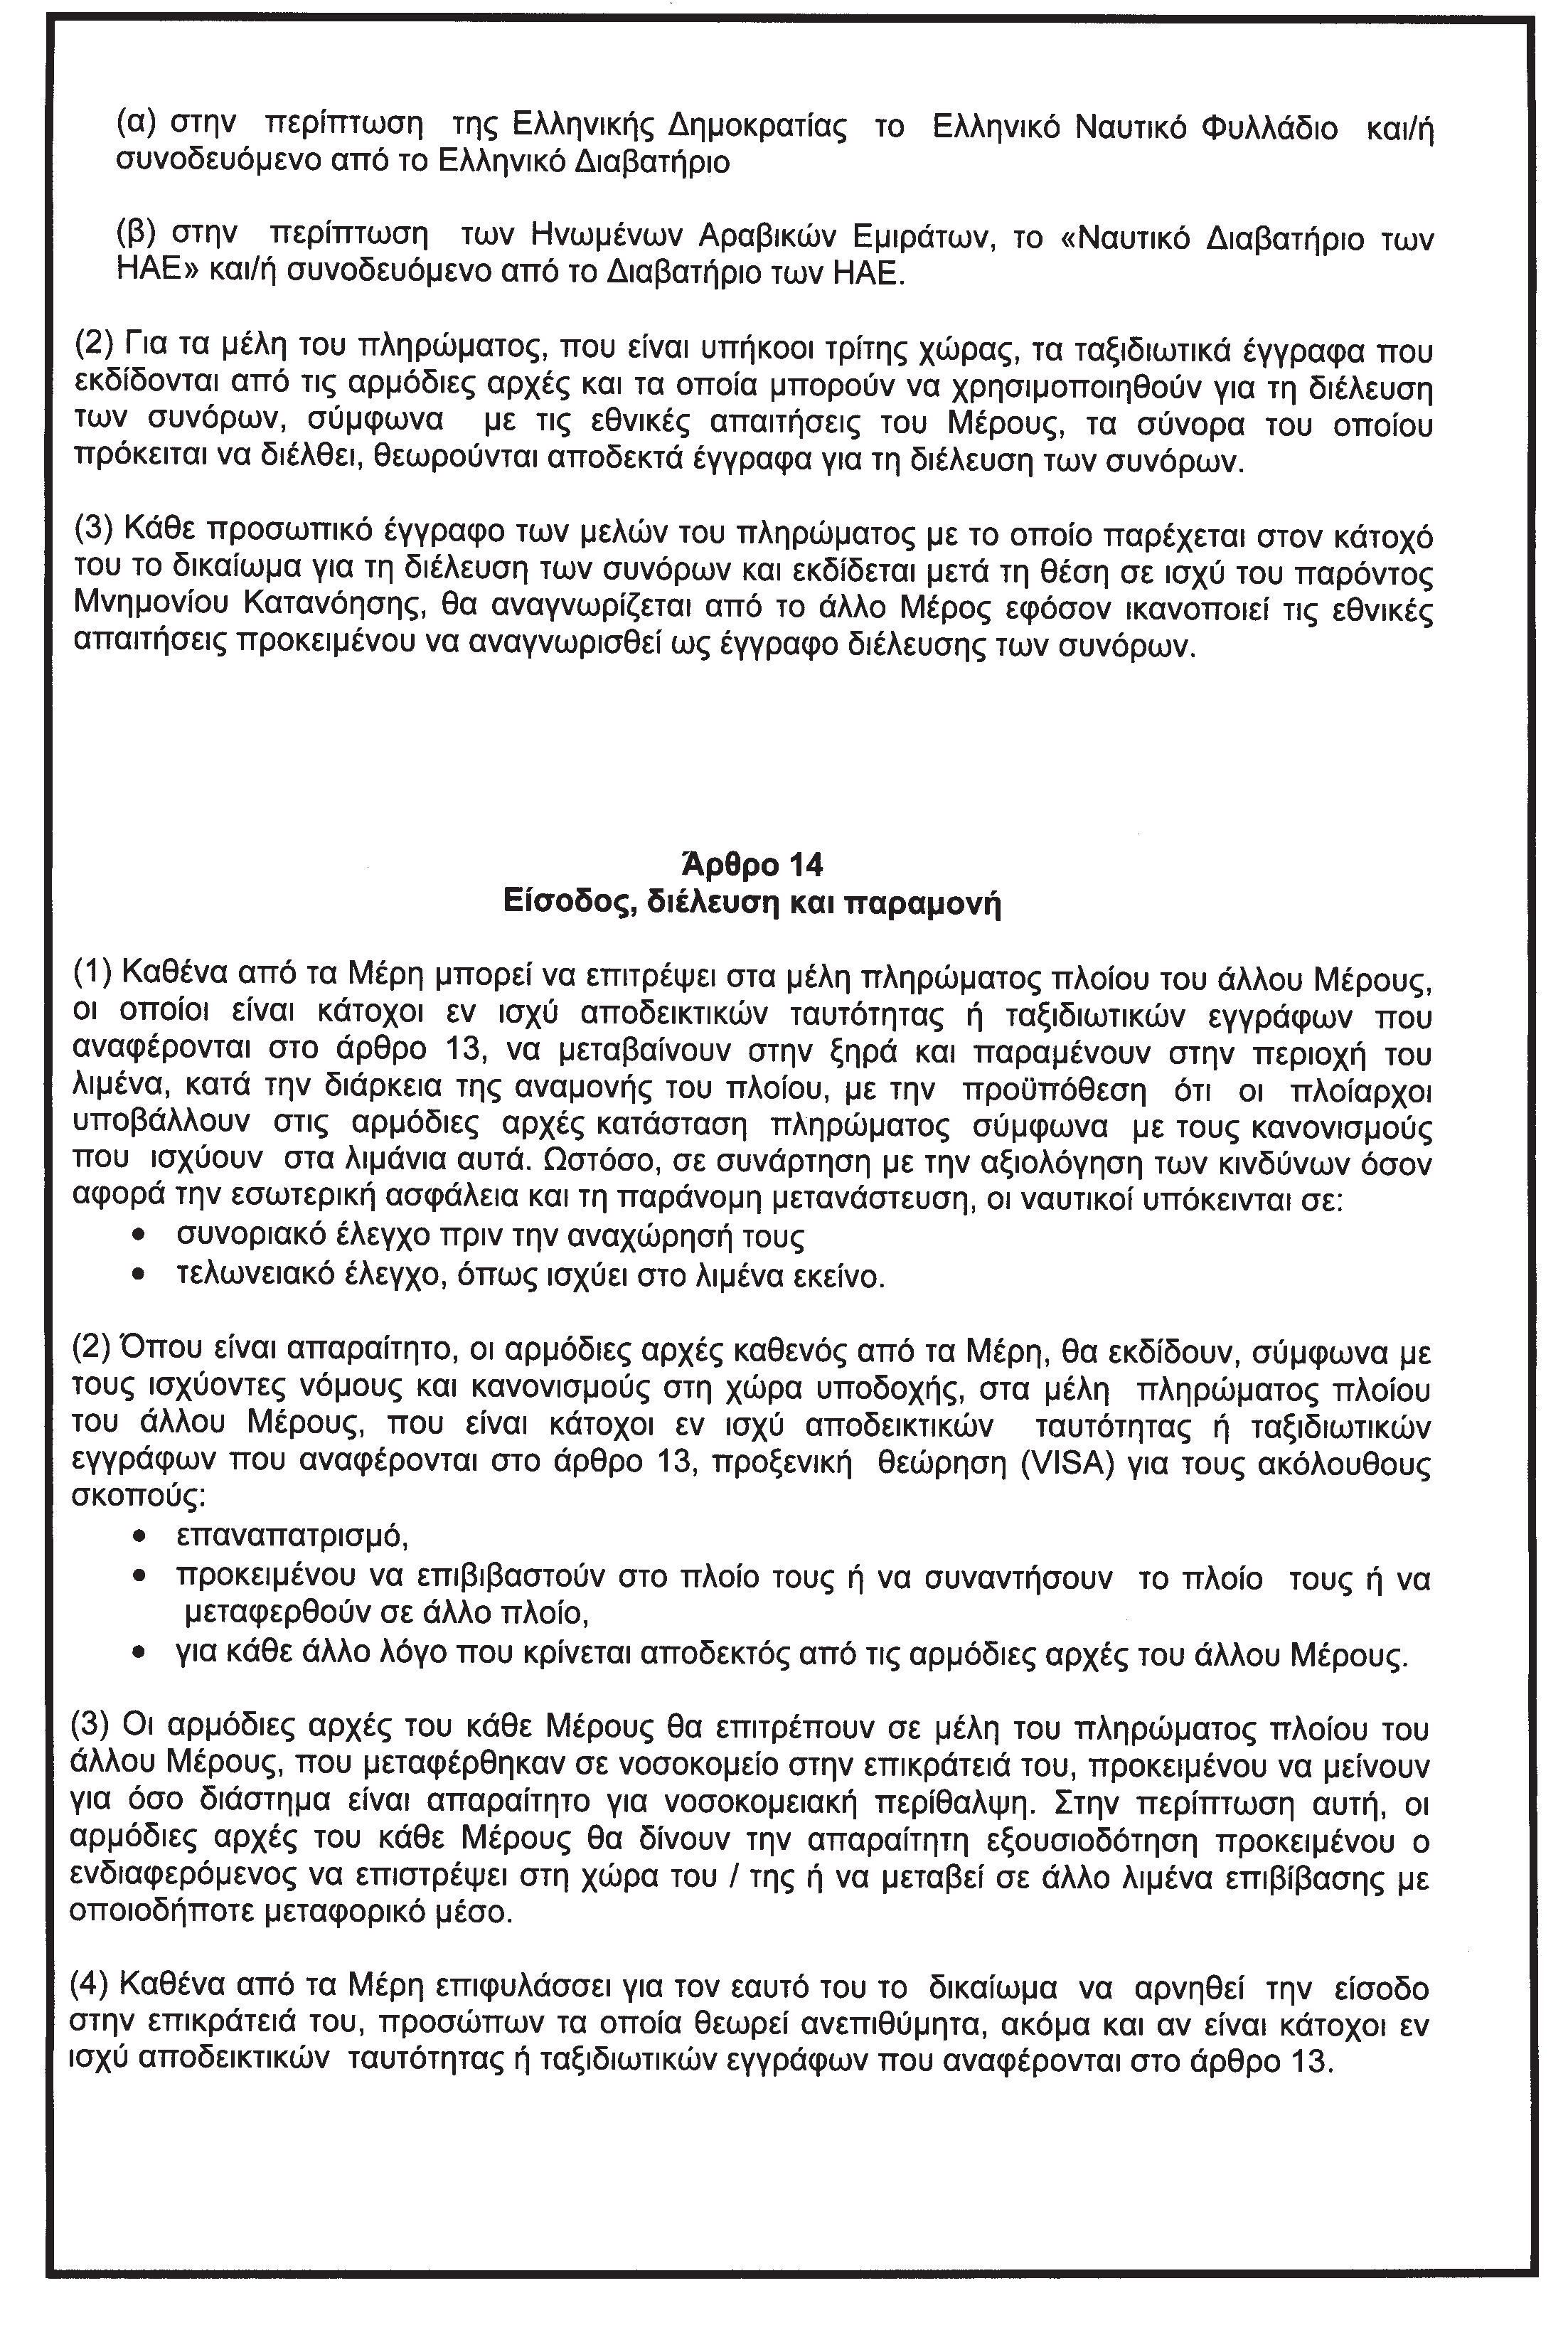 (α) στην περίπτωση της Ελληνικής Δημοκρατίας το Ελληνικό Ναυτικό Φυλλάδιο και/ή
συνοδευόμενο από το Ελληνικό Διαβατήριο
(β) στην περίπτωση των Ηνωμένων Αραβικών Εμιράτων, το «Ναυτικό Διαβατήριο των
ΗΑΕ» και/ή συνοδευόμενο από το Διαβατήριο των ΗΑΕ.
(2) Για τα μέλη του πληρώματος, που είναι υπήκοοι τρίτης χώρας, τα ταξιδιωτικά έγγραφα που
εκδίδονται από τις αρμόδιες αρχές και τα οποία μπορούν να χρησιμοποιηθούν για τη διέλευση
των συνόρων, σύμφωνα με τις εθνικές απαιτήσεις του Μέρους, τα σύνορα του οποίου
πρόκειται να διέλθει, θεωρούνται αποδεκτά έγγραφα για τη διέλευση των συνόρων.
(3) Κάθε προσωπικό έγγραφο των μελών του πληρώματος με το οποίο παρέχεται στον κάτοχό
του το δικαίωμα για τη διέλευση των συνόρων και εκδίδεται μετά τη θέση σε ισχύ του παρόντος
Μνημονίου Κατανόησης, θα αναγνωρίζεται από το άλλο Μέρος εφόσον ικανοποιεί τις εθνικές
απαιτήσεις προκειμένου να αναγνωρισθεί ως έγγραφο διέλευσης των συνόρων.
Άρθρο 14
Είσοδος, διέλευση και παραμονή
(1) Καθένα από τα Μέρη μπορεί να επιτρέψει στα μέλη πληρώματος πλοίου του άλλου Μέρους,
οι οποίοι είναι κάτοχοι εν ισχύ αποδεικτικών ταυτότητας ή ταξιδιωτικών εγγράφων που
αναφέρονται στο άρθρο 13, να μεταβαίνουν στην ξηρά και παραμένουν στην περιοχή του
λιμένα, κατά την διάρκεια της αναμονής του πλοίου, με την προϋπόθεση ότι οι πλοίαρχοι
υποβάλλουν στις αρμόδιες αρχές κατάσταση πληρώματος σύμφωνα με τους κανονισμούς
που ισχύουν στα λιμάνια αυτά. Ωστόσο, σε συνάρτηση με την αξιολόγηση των κινδύνων όσον
αφορά την εσωτερική ασφάλεια και τη παράνομη μετανάστευση, οι ναυτικοί υπόκεινται σε:
• συνοριακό έλεγχο πριν την αναχώρησή τους
• τελωνειακό έλεγχο, όπως ισχύει στο λιμένα εκείνο.
(2) Όπου είναι απαραίτητο, οι αρμόδιες αρχές καθενός από τα Μέρη, θα εκδίδουν, σύμφωνα με
τους ισχύοντες νόμους και κανονισμούς στη χώρα υποδοχής, στα μέλη πληρώματος πλοίου
του άλλου Μέρους, που είναι κάτοχοι εν ισχύ αποδεικτικών ταυτότητας ή ταξιδιωτικών
εγγράφων που αναφέρονται στο άρθρο 13, προξενική θεώρηση (VISA) για τους ακόλουθους
σκοπούς:
• επαναπατρισμό,
• προκειμένου να επιβιβαστούν στο πλοίο τους ή να συναντήσουν το πλοίο τους ή να
μεταφερθούν σε άλλο πλοίο,
• για κάθε άλλο λόγο που κρίνεται αποδεκτός από τις αρμόδιες αρχές του άλλου Μέρους.
(3) Οι αρμόδιες αρχές του κάθε Μέρους θα επιτρέπουν σε μέλη του πληρώματος πλοίου του
άλλου Μέρους, που μεταφέρθηκαν σε νοσοκομείο στην επικράτειά του, προκειμένου να μείνουν
για όσο διάστημα είναι απαραίτητο για νοσοκομειακή περίθαλψη. Στην περίπτωση αυτή, οι
αρμόδιες αρχές του κάθε Μέρους θα δίνουν την απαραίτητη εξουσιοδότηση προκειμένου ο
ενδιαφερόμενος να επιστρέψει στη χώρα του / της ή να μεταβεί σε άλλο λιμένα επιβίβασης με
οποιοδήποτε μεταφορικό μέσο.
(4) Καθένα από τα Μέρη επιφυλάσσει για τον εαυτό του το δικαίωμα να αρνηθεί την είσοδο
στην επικράτειά του, προσώπων τα οποία θεωρεί ανεπιθύμητα, ακόμα και αν είναι κάτοχοι εν
ισχύ αποδεικτικών ταυτότητας ή ταξιδιωτικών εγγράφων που αναφέρονται στο άρθρο 13.